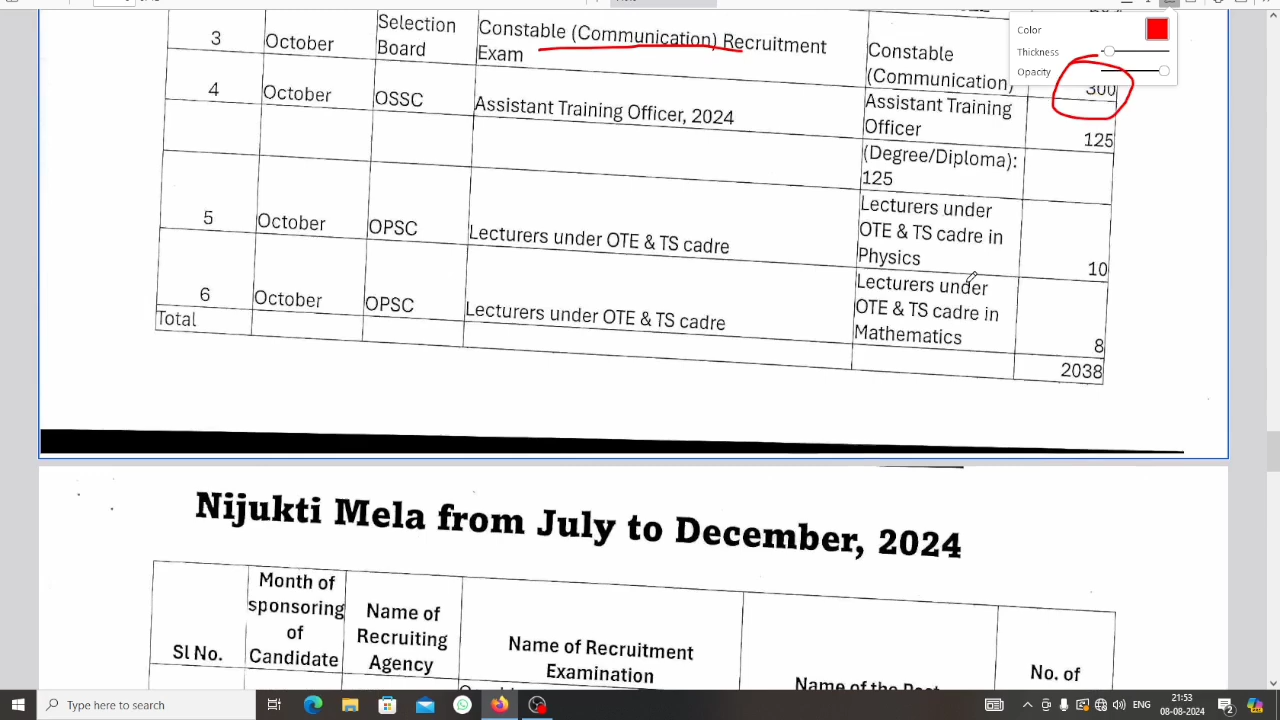 Color
Thickness
Opacity
3 October Selection Board Constable (Communication) Recruitment Exam Constable (Communication) 300
4 October OSSC Assistant Training Officer, 2024 Assistant Training Officer 125
(Degree/Diploma): 125
5 October OPSC Lecturers under OTE & TS cadre Lecturers under OTE & TS cadre in Physics 10
6 October OPSC Lecturers under OTE & TS cadre Lecturers under OTE & TS cadre in Mathematics 8
Total 2038
Nijukti Mela from July to December, 2024
Sl No. Month of sponsoring of Candidate Name of Recruiting Agency Name of Recruitment Examination Name of the Post No. of
Type here to search
ENG
21:53
08-08-2024
2